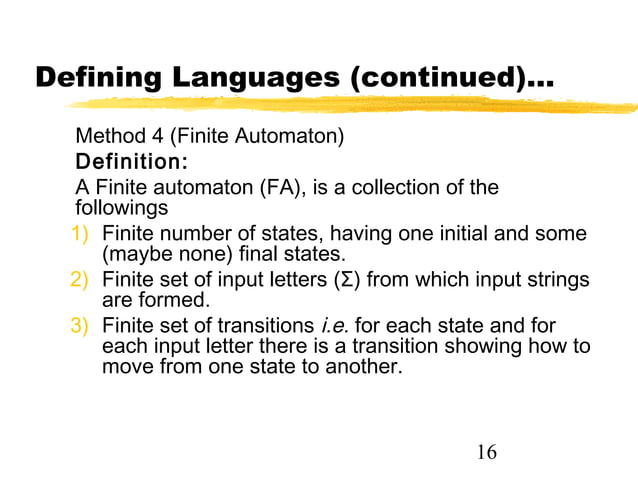 Defining Languages (continued)…
Method 4 (Finite Automaton)
Definition:
A Finite automaton (FA), is a collection of the
followings
1) Finite number of states, having one initial and some
(maybe none) final states.
2) Finite set of input letters (Σ) from which input strings
are formed.
3) Finite set of transitions i.e. for each state and for
each input letter there is a transition showing how to
move from one state to another.
16